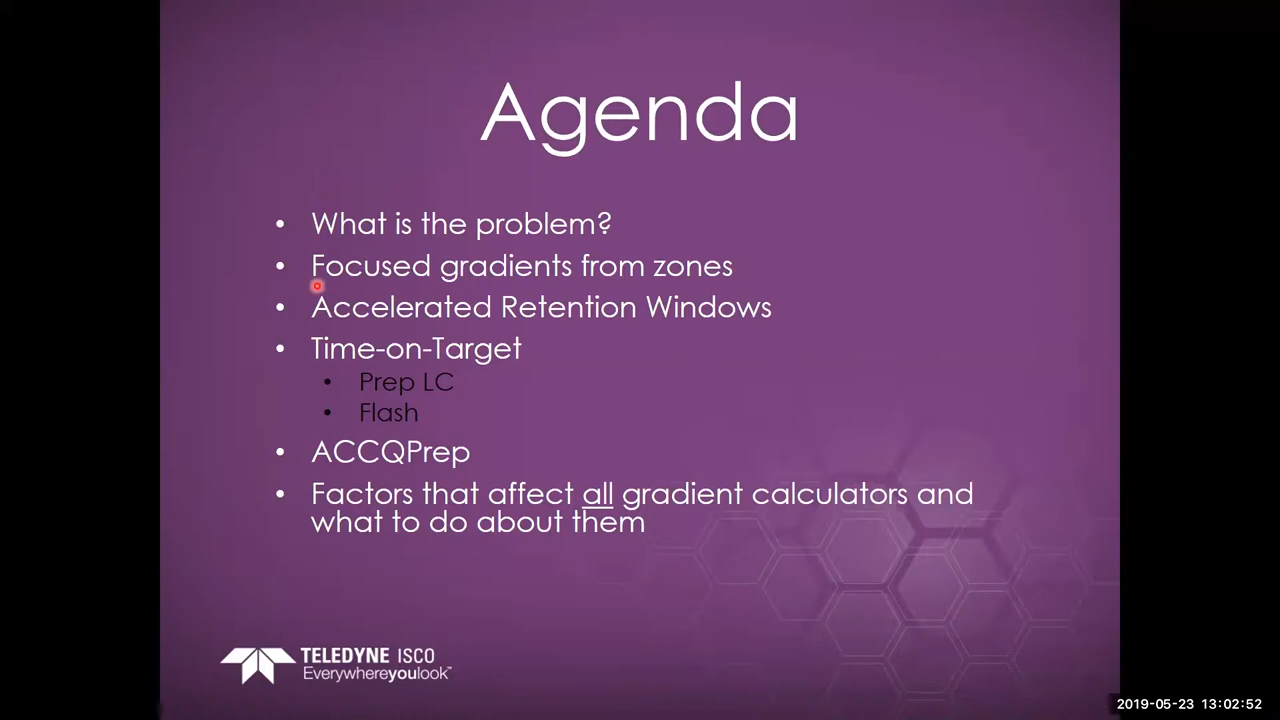 Agenda
• What is the problem?
• Focused gradients from zones
• Accelerated Retention Windows
• Time-on-Target
• Prep LC
• Flash
• ACCQPrep
• Factors that affect all gradient calculators and
what to do about them
TELEDYNE ISCO
Everywhereyoulook™
2019-05-23 13:02:52